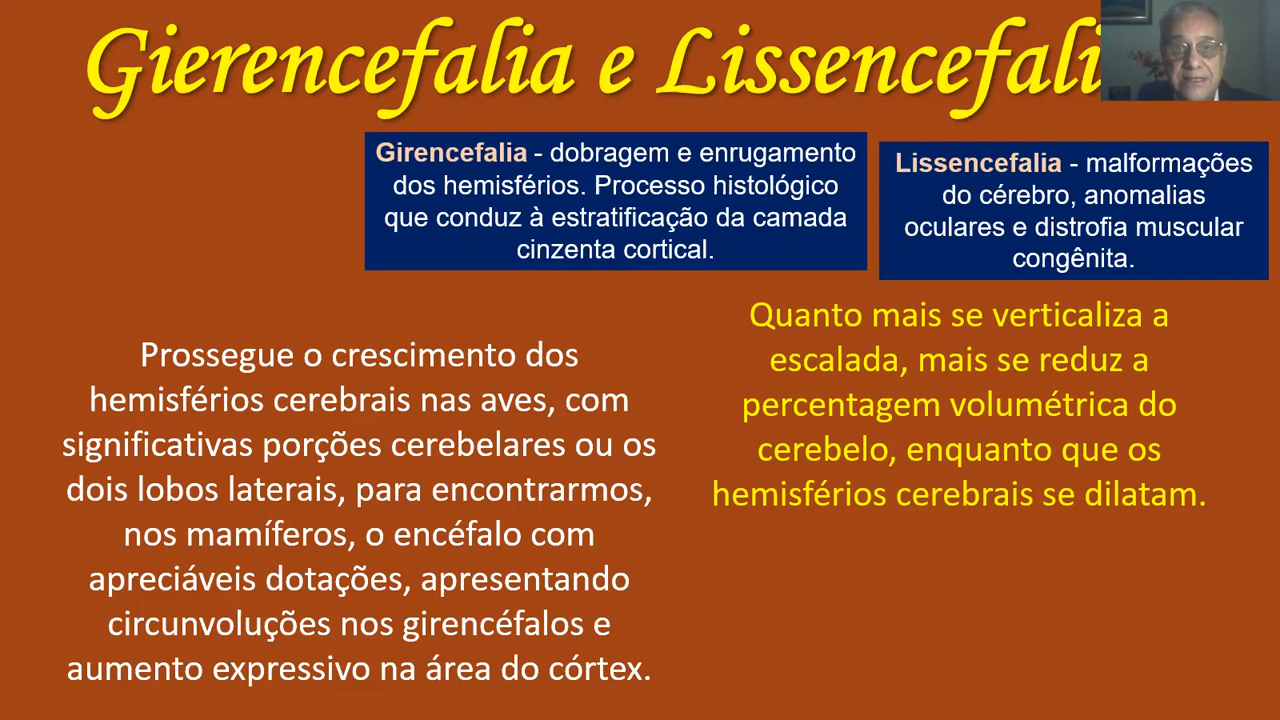 Gierencefalia e Lissencefali
Girencefalia - dobragem e enrugamento
dos hemisférios. Processo histológico
que conduz à estratificação da camada
cinzenta cortical.
Lissencefalia - malformações
do cérebro, anomalias
oculares e distrofia muscular
congênita.
Prossegue o crescimento dos
hemisférios cerebrais nas aves, com
significativas porções cerebelares ou os
dois lobos laterais, para encontrarmos,
nos mamíferos, o encéfalo com
apreciáveis dotações, apresentando
circunvoluções nos girencéfalos e
aumento expressivo na área do córtex.
Quanto mais se verticaliza a
escalada, mais se reduz a
percentagem volumétrica do
cerebelo, enquanto que os
hemisférios cerebrais se dilatam.